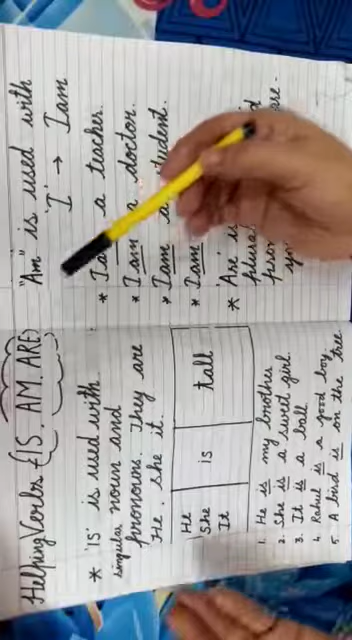 Helping Verbs - (IS, AM, ARE)
* 'IS' is used with
singular noun and
pronouns. They are
He, she it.
He
She is tall
It
1. He is my brother
2. She is a sweet girl.
3. It is a ball
4. Rahul is a good boy
5. A bird is on the tree.
"Am" is used with
'I' → I am
* I a teacher.
* I am a doctor.
* I am a student.
* I am
* 'Are' is
are -